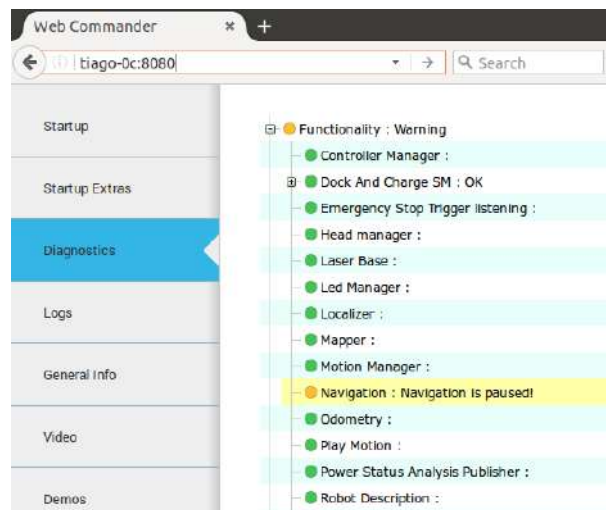 Web Commander
tiago-0c:8080
Search
Startup
Startup Extras
Diagnostics
Logs
General Info
Video
Demos
Functionality : Warning
Controller Manager :
Dock And Charge SM : OK
Emergency Stop Trigger listening :
Head manager :
Laser Base :
Led Manager :
Localizer :
Mapper :
Motion Manager :
Navigation : Navigation is paused!
Odometry :
Play Motion :
Power Status Analysis Publisher :
Robot Description :